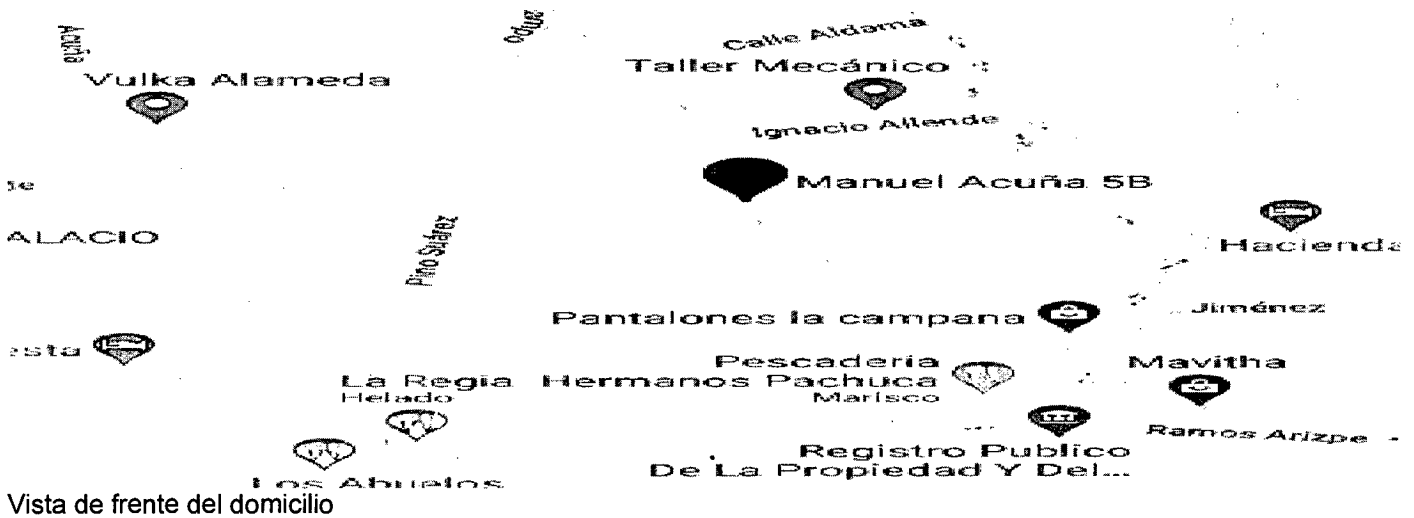 Acuña
Calle Aldama
Vulka Alameda
Taller Mecánico
Ignacio Allende
Manuel Acuña 5B
ALACIO
Pino Suárez
Hacienda
Pantalones la campana
Jiménez
Pescaderia
Hermanos Pachuca
Marisco
Mavitha
La Regia
Helado
Registro Publico
De La Propiedad Y Del...
Ramos Arizpe
Los Abuelos
Vista de frente del domicilio